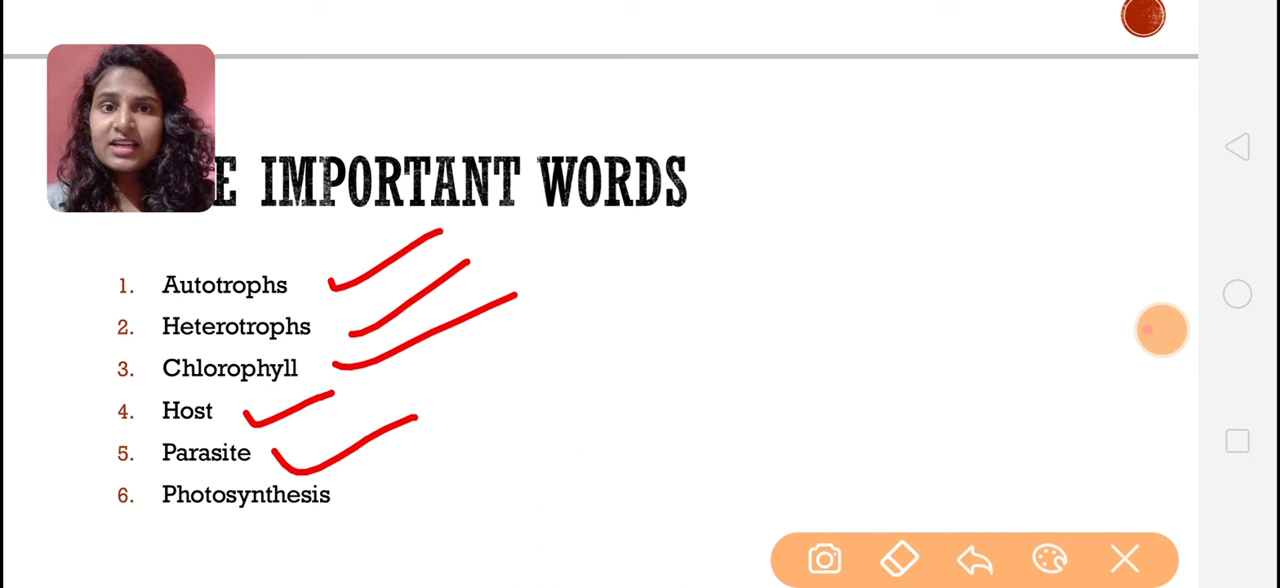 E IMPORTANT WORDS
1. Autotrophs
2. Heterotrophs
3. Chlorophyll
4. Host
5. Parasite
6. Photosynthesis